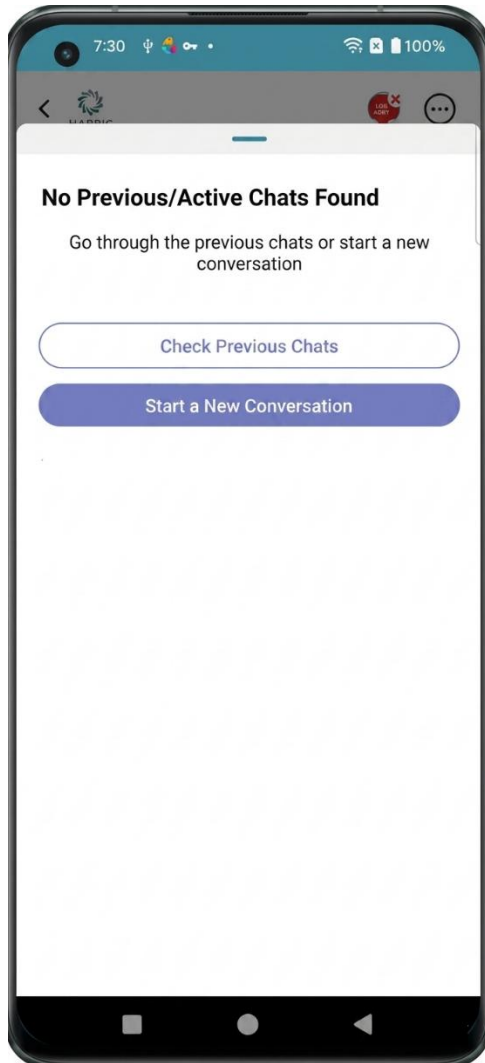 7:30
100%
HARBIC
No Previous/Active Chats Found
Go through the previous chats or start a new
conversation
Check Previous Chats
Start a New Conversation